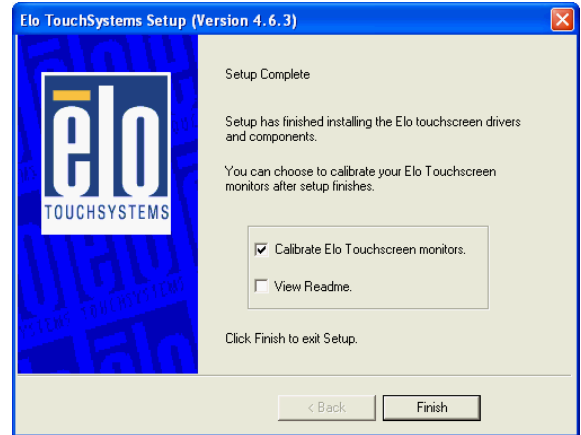 Elo TouchSystems Setup (Version 4.6.3)
Setup Complete
Setup has finished installing the Elo touchscreen drivers
and components.
You can choose to calibrate your Elo Touchscreen
monitors after setup finishes.
ēlo
TOUCHSYSTEMS
Calibrate Elo Touchscreen monitors.
View Readme.
Click Finish to exit Setup.
< Back
Finish